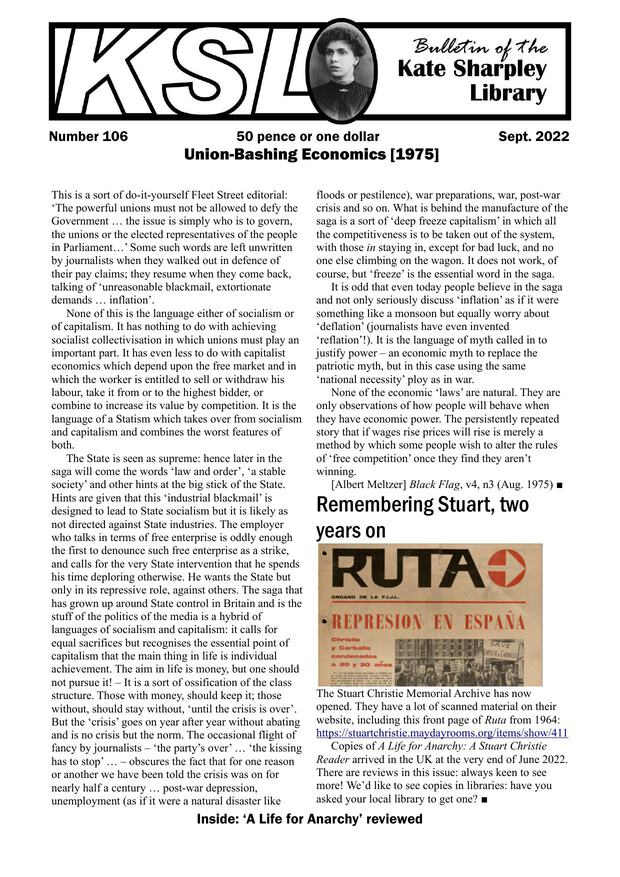 KSL
Bulletin of the
Kate Sharpley
Library
Number 106
50 pence or one dollar
Sept. 2022
Union-Bashing Economics [1975]
This is a sort of do-it-yourself Fleet Street editorial:
‘The powerful unions must not be allowed to defy the
Government … the issue is simply who is to govern,
the unions or the elected representatives of the people
in Parliament…’ Some such words are left unwritten
by journalists when they walked out in defence of
their pay claims; they resume when they come back,
talking of ‘unreasonable blackmail, extortionate
demands … inflation’.
None of this is the language either of socialism or
of capitalism. It has nothing to do with achieving
socialist collectivisation in which unions must play an
important part. It has even less to do with capitalist
economics which depend upon the free market and in
which the worker is entitled to sell or withdraw his
labour, take it from or to the highest bidder, or
combine to increase its value by competition. It is the
language of a Statism which takes over from socialism
and capitalism and combines the worst features of
both.
The State is seen as supreme: hence later in the
saga will come the words ‘law and order’, ‘a stable
society’ and other hints at the big stick of the State.
Hints are given that this ‘industrial blackmail’ is
designed to lead to State socialism but it is likely as
not directed against State industries. The employer
who talks in terms of free enterprise is oddly enough
the first to denounce such free enterprise as a strike,
and calls for the very State intervention that he spends
his time deploring otherwise. He wants the State but
only in its repressive role, against others. The saga that
has grown up around State control in Britain and is the
stuff of the politics of the media is a hybrid of
languages of socialism and capitalism: it calls for
equal sacrifices but recognises the essential point of
capitalism that the main thing in life is individual
achievement. The aim in life is money, but one should
not pursue it! – It is a sort of ossification of the class
structure. Those with money, should keep it; those
without, should stay without, ‘until the crisis is over’.
But the ‘crisis’ goes on year after year without abating
and is no crisis but the norm. The occasional flight of
fancy by journalists – ‘the party’s over’ … ‘the kissing
has to stop’ … – obscures the fact that for one reason
or another we have been told the crisis was on for
nearly half a century … post-war depression,
unemployment (as if it were a natural disaster like
floods or pestilence), war preparations, war, post-war
crisis and so on. What is behind the manufacture of the
saga is a sort of ‘deep freeze capitalism’ in which all
the competitiveness is to be taken out of the system,
with those in staying in, except for bad luck, and no
one else climbing on the wagon. It does not work, of
course, but ‘freeze’ is the essential word in the saga.
It is odd that even today people believe in the saga
and not only seriously discuss ‘inflation’ as if it were
something like a monsoon but equally worry about
‘deflation’ (journalists have even invented
‘reflation’!). It is the language of myth called in to
justify power – an economic myth to replace the
patriotic myth, but in this case using the same
‘national necessity’ ploy as in war.
None of the economic ‘laws’ are natural. They are
only observations of how people will behave when
they have economic power. The persistently repeated
story that if wages rise prices will rise is merely a
method by which some people wish to alter the rules
of ‘free competition’ once they find they aren’t
winning.
[Albert Meltzer] Black Flag, v4, n3 (Aug. 1975) ■
Remembering Stuart, two
years on
RUTA
ORGANO DE LA F.I.J.L.
REPRESION EN ESPAÑA
Christie
y Carballo
condenados
a 20 y 30 años
SAVE
The Stuart Christie Memorial Archive has now
opened. They have a lot of scanned material on their
website, including this front page of Ruta from 1964:
https://stuartchristie.maydayrooms.org/items/show/411
Copies of A Life for Anarchy: A Stuart Christie
Reader arrived in the UK at the very end of June 2022.
There are reviews in this issue: always keen to see
more! We’d like to see copies in libraries: have you
asked your local library to get one? ■
Inside: ‘A Life for Anarchy’ reviewed